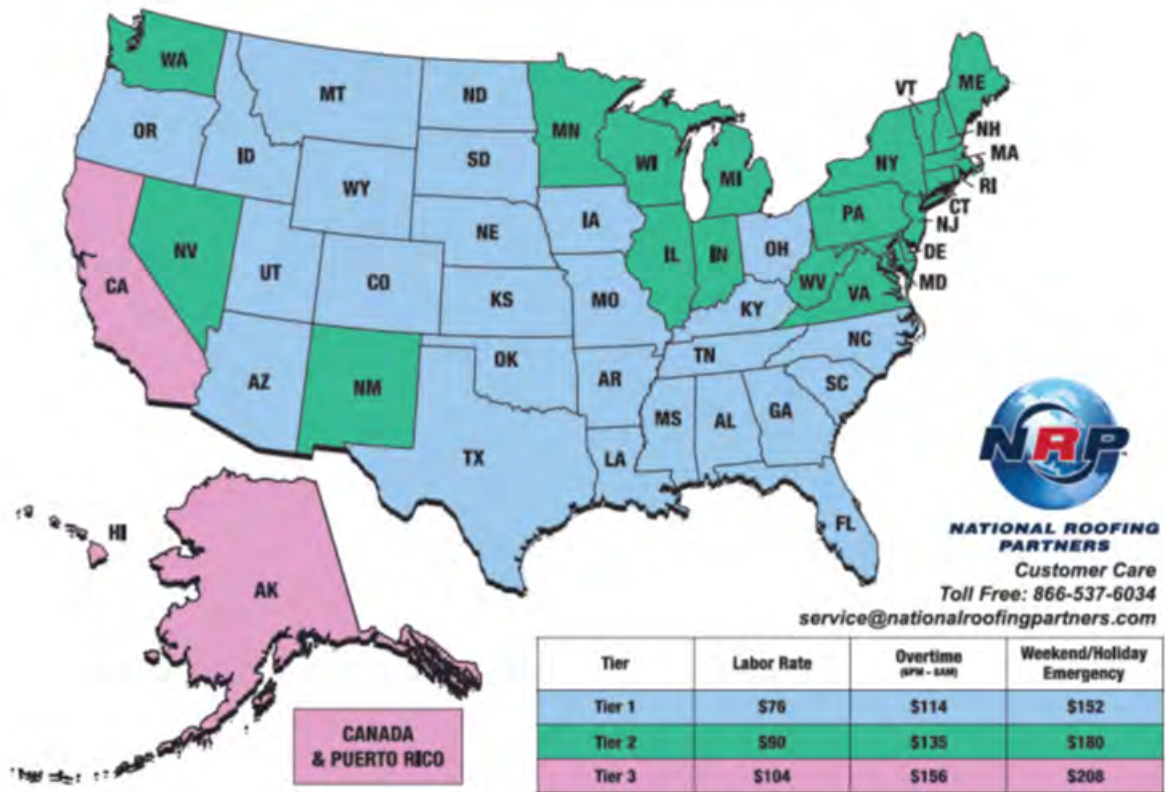 WA
MT
ND
MN
VT
ME
OR
ID
SD
WI
MI
NY
NH
MA
WY
RI
CT
IA
PA
NJ
NE
NV
IL
IN
OH
DE
UT
CO
WV
VA
MD
CA
KS
MO
KY
NC
TN
OK
AZ
NM
AR
SC
MS
AL
GA
TX
LA
FL
HI
AK
NRP
NATIONAL ROOFING
PARTNERS
Customer Care
Toll Free: 866-537-6034
service@nationalroofingpartners.com
CANADA
& PUERTO RICO
Tier Labor Rate Overtime Weekend/Holiday
Emergency
Tier 1 $76 $114 $152
Tier 2 $90 $135 $180
Tier 3 $104 $156 $208